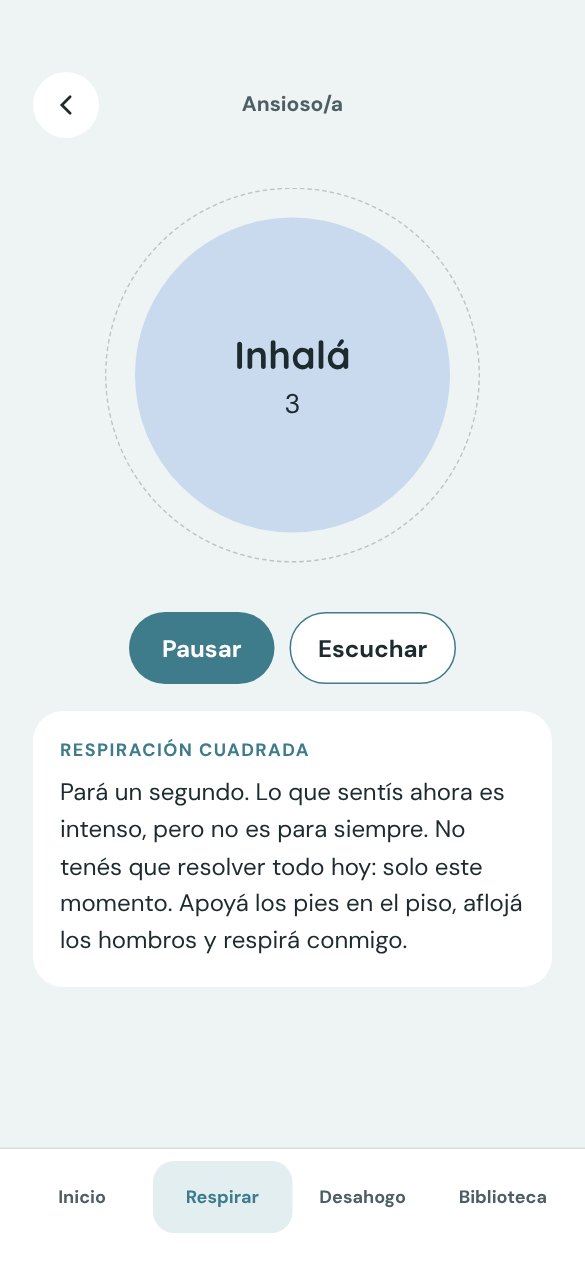 Ansioso/a
Inhalá
3
Pausar
Escuchar
RESPIRACIÓN CUADRADA
Pará un segundo. Lo que sentís ahora es
intenso, pero no es para siempre. No
tenés que resolver todo hoy: solo este
momento. Apoyá los pies en el piso, aflojá
los hombros y respirá conmigo.
Inicio
Respirar
Desahogo
Biblioteca